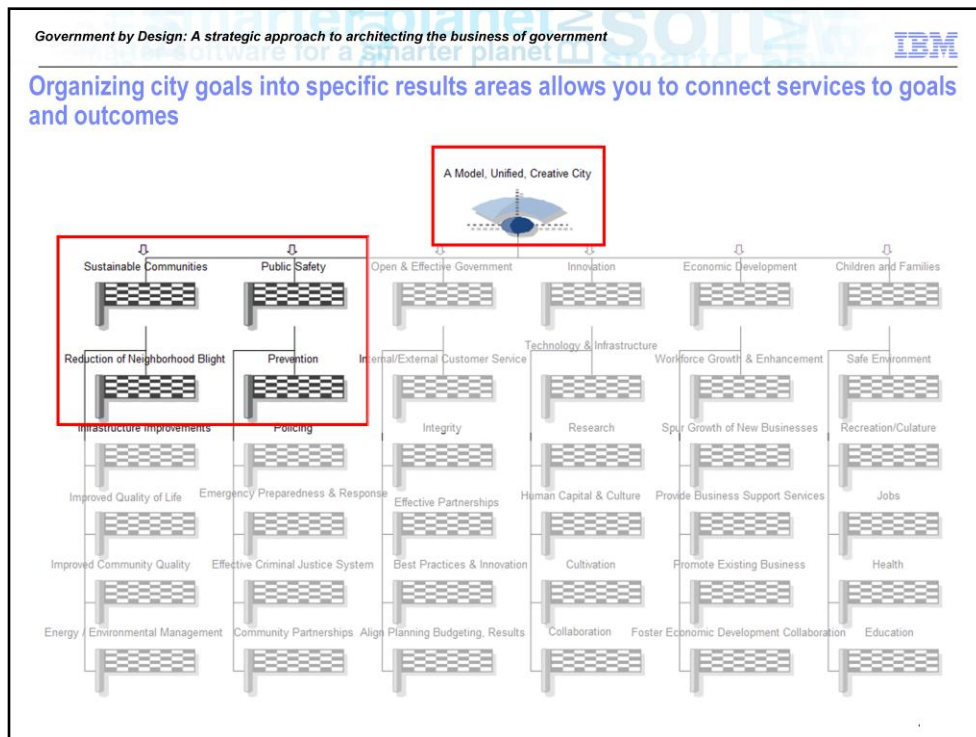 smarter planet
software for a smarter planet
Government by Design: A strategic approach to architecting the business of government
IBM
Organizing city goals into specific results areas allows you to connect services to goals
and outcomes
A Model, Unified, Creative City
Sustainable Communities
Public Safety
Open & Effective Government
Innovation
Economic Development
Children and Families
Reduction of Neighborhood Blight
Prevention
Internal/External Customer Service
Technology & Infrastructure
Workforce Growth & Enhancement
Safe Environment
Infrastructure Improvements
Policing
Integrity
Research
Spur Growth of New Businesses
Recreation/Culature
Improved Quality of Life
Emergency Preparedness & Response
Effective Partnerships
Human Capital & Culture
Provide Business Support Services
Jobs
Improved Community Quality
Effective Criminal Justice System
Best Practices & Innovation
Cultivation
Promote Existing Business
Health
Energy / Environmental Management
Community Partnerships
Align Planning Budgeting, Results
Collaboration
Foster Economic Development Collaboration
Education